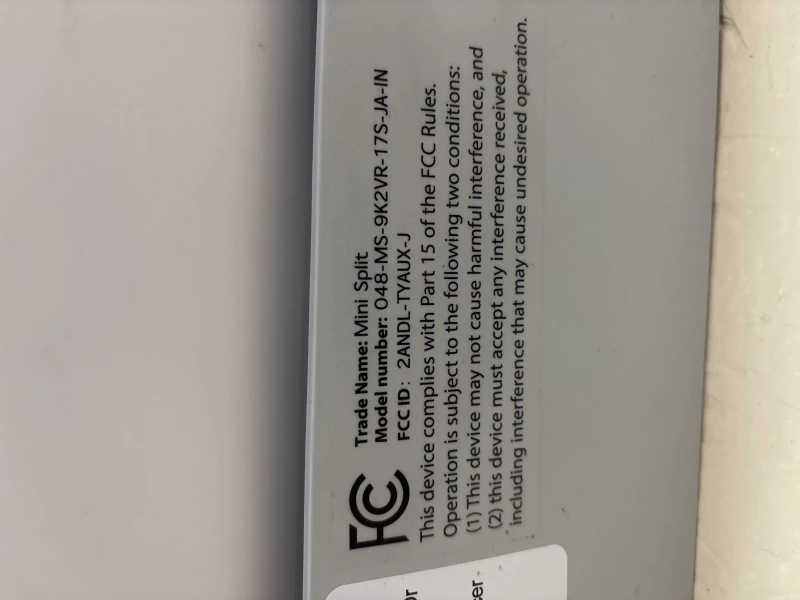 FC
Trade Name: Mini Split
Model number: 048-MS-9K2VR-17S-JA-IN
FCC ID: 2ANDL-TYAUX-J
This device complies with Part 15 of the FCC Rules.
Operation is subject to the following two conditions:
(1) This device may not cause harmful interference, and
(2) this device must accept any interference received,
including interference that may cause undesired operation.